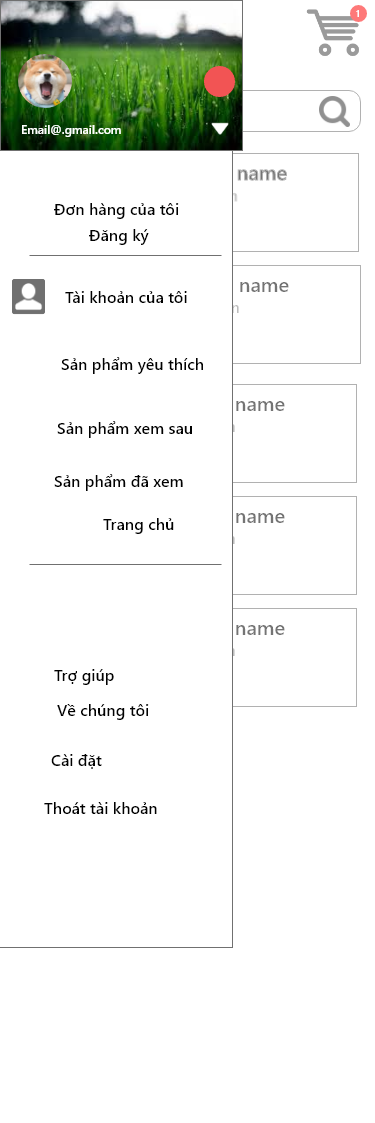 1
Email@.gmail.com
name
Đơn hàng của tôi
Đăng ký
name
Tài khoản của tôi
Sản phẩm yêu thích
name
Sản phẩm xem sau
Sản phẩm đã xem
name
Trang chủ
name
Trợ giúp
Về chúng tôi
Cài đặt
Thoát tài khoản